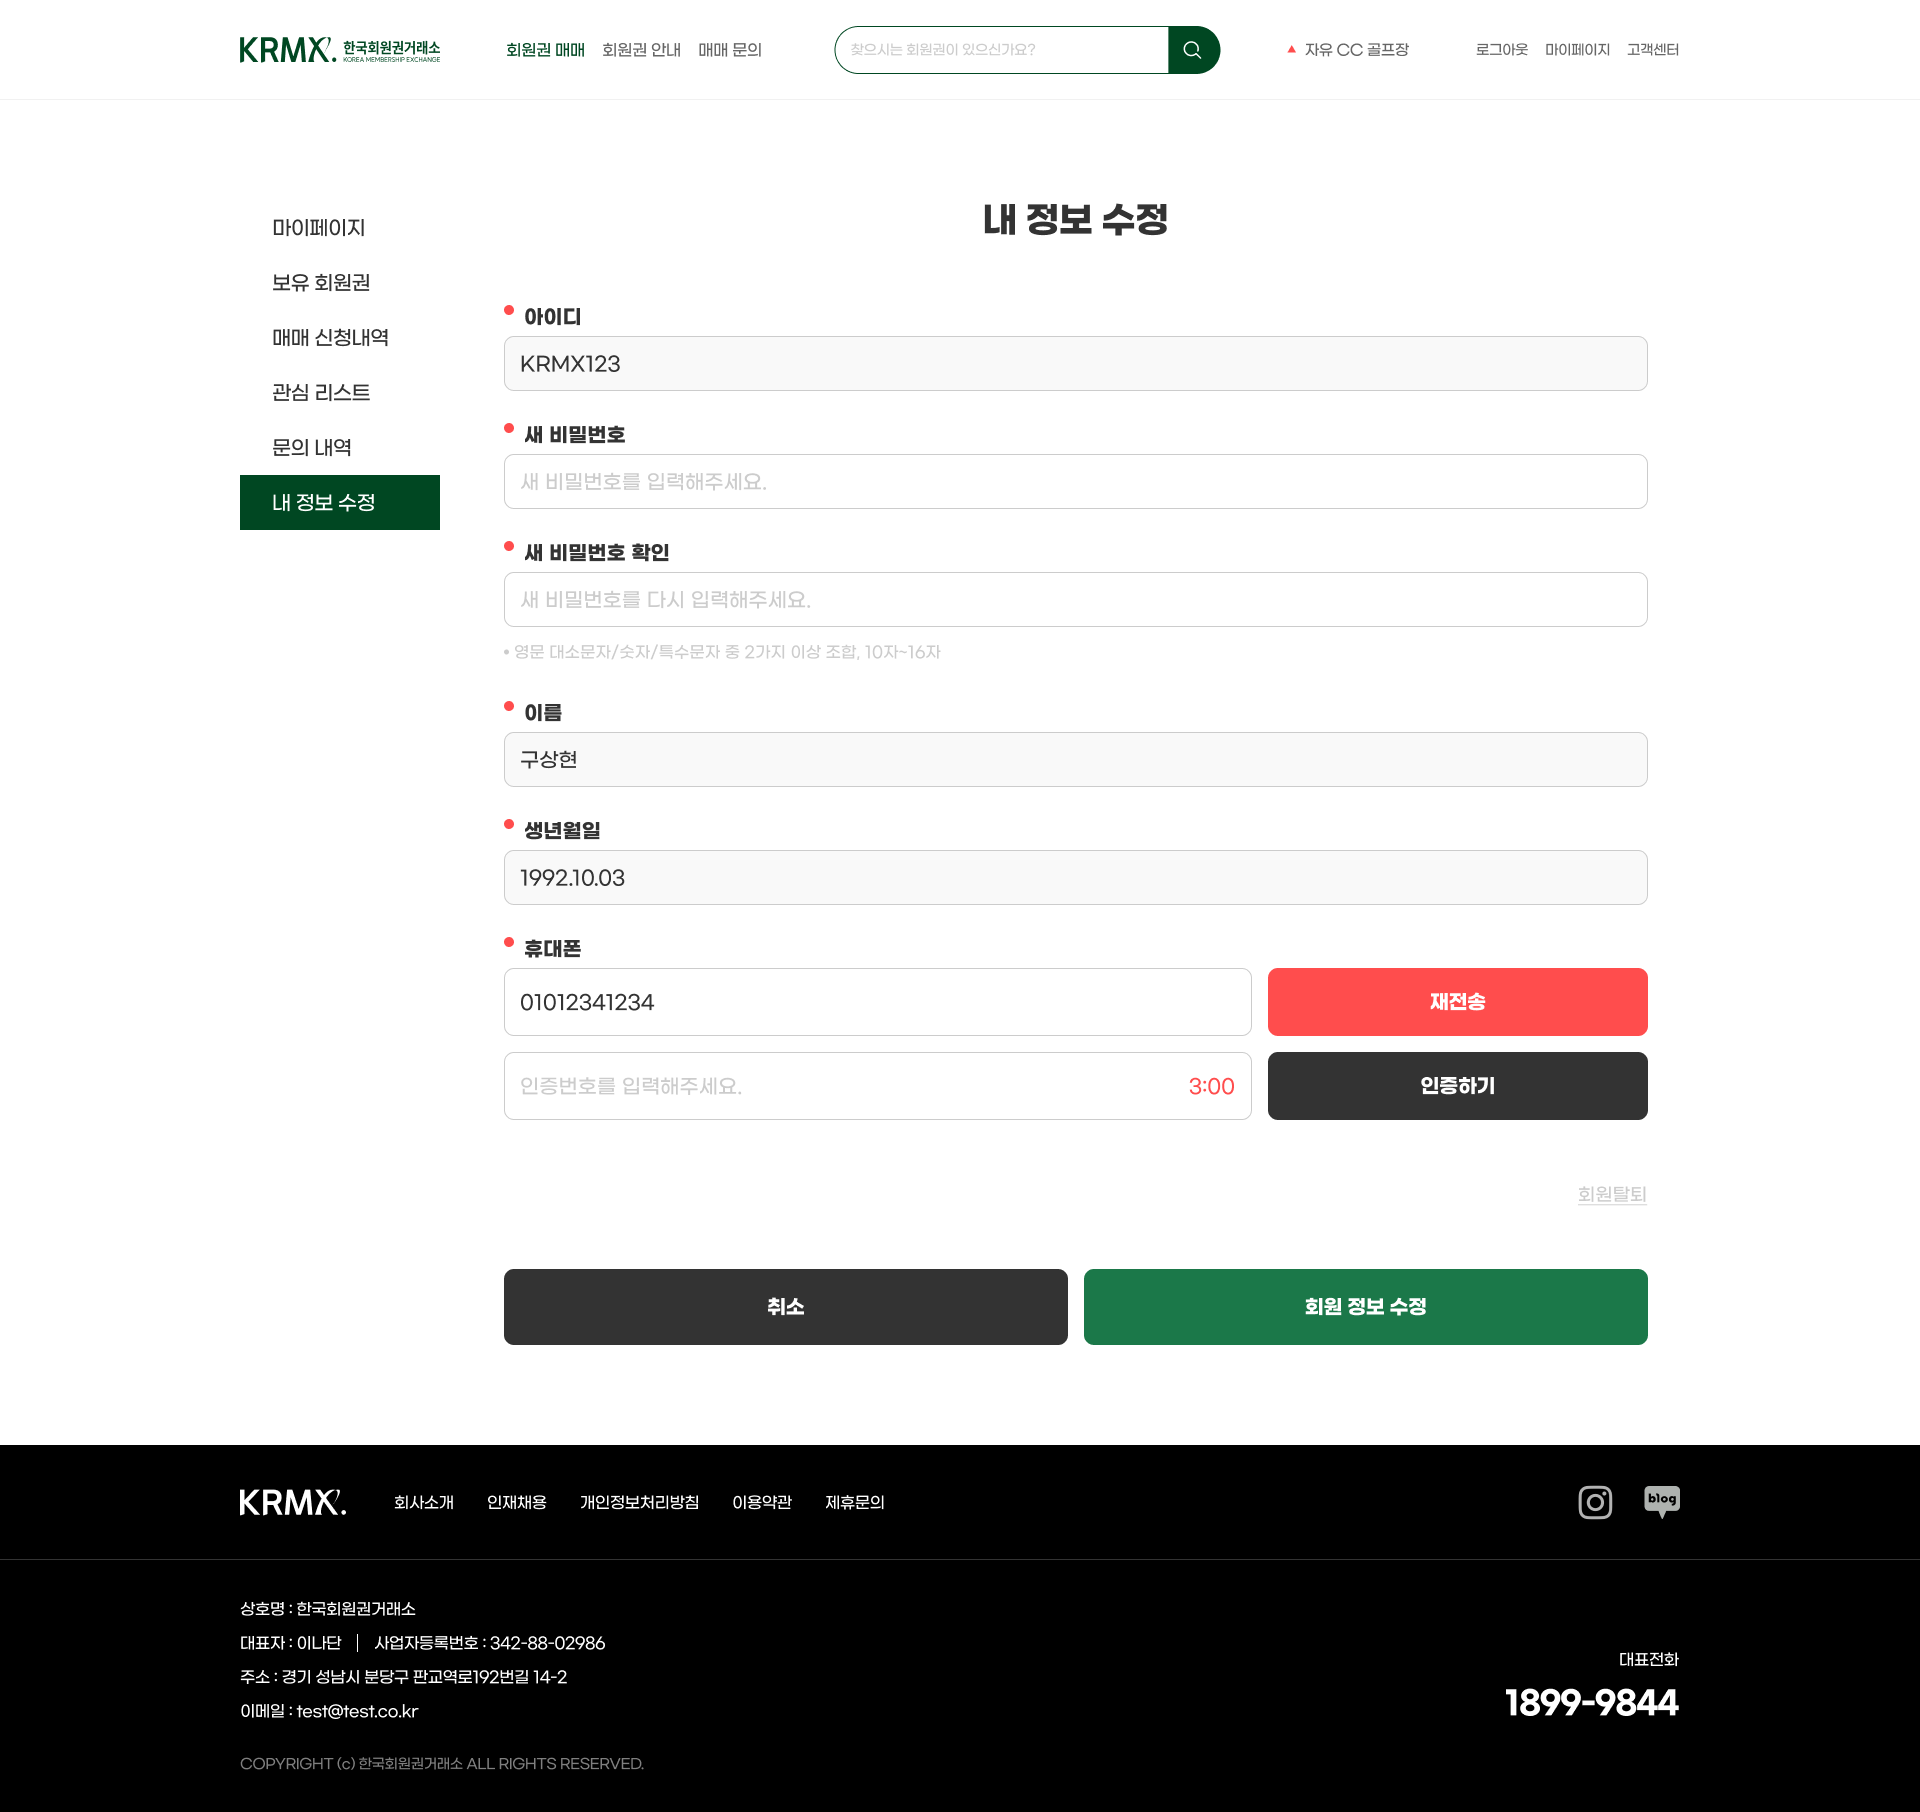 KRMX. 한국회원권거래소
KOREA MEMBERSHIP EXCHANGE
회원권 매매 회원권 안내 매매 문의
찾으시는 회원권이 있으신가요?
▲ 자유 CC 골프장
로그아웃 마이페이지 고객센터
마이페이지
보유 회원권
매매 신청내역
관심 리스트
문의 내역
내 정보 수정
내 정보 수정
아이디
KRMX123
새 비밀번호
새 비밀번호를 입력해주세요.
새 비밀번호 확인
새 비밀번호를 다시 입력해주세요.
• 영문 대소문자/숫자/특수문자 중 2가지 이상 조합, 10자~16자
이름
구상현
생년월일
1992.10.03
휴대폰
01012341234 재전송
인증번호를 입력해주세요. 3:00 인증하기
회원탈퇴
취소 회원 정보 수정
KRMX. 회사소개 인재채용 개인정보처리방침 이용약관 제휴문의
blog
상호명 : 한국회원권거래소
대표자 : 이나단 | 사업자등록번호 : 342-88-02986
주소 : 경기 성남시 분당구 판교역로192번길 14-2
이메일 : test@test.co.kr
대표전화
1899-9844
COPYRIGHT (c) 한국회원권거래소 ALL RIGHTS RESERVED.